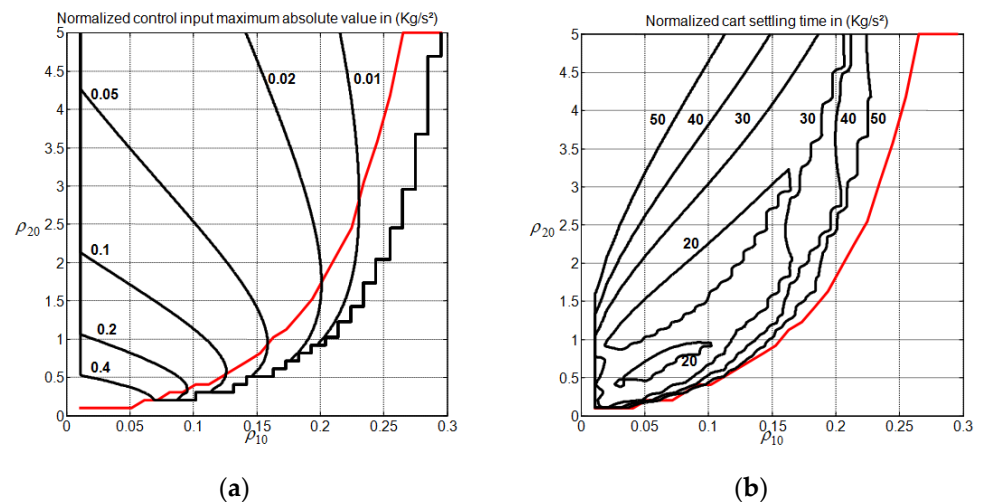 Normalized control input maximum absolute value in (Kg/s²)
5
4.5
4
3.5
3
2.5
2
1.5
1
0.5
0
ρ20
0.02
0.01
0.05
0.1
0.2
0.4
0 0.05 0.1 0.15 0.2 0.25 0.3
ρ10
(a)
Normalized cart settling time in (Kg/s²)
5
4.5
4
3.5
3
2.5
2
1.5
1
0.5
0
ρ20
50 40 30 30 40 50
20
20
0 0.05 0.1 0.15 0.2 0.25 0.3
ρ10
(b)